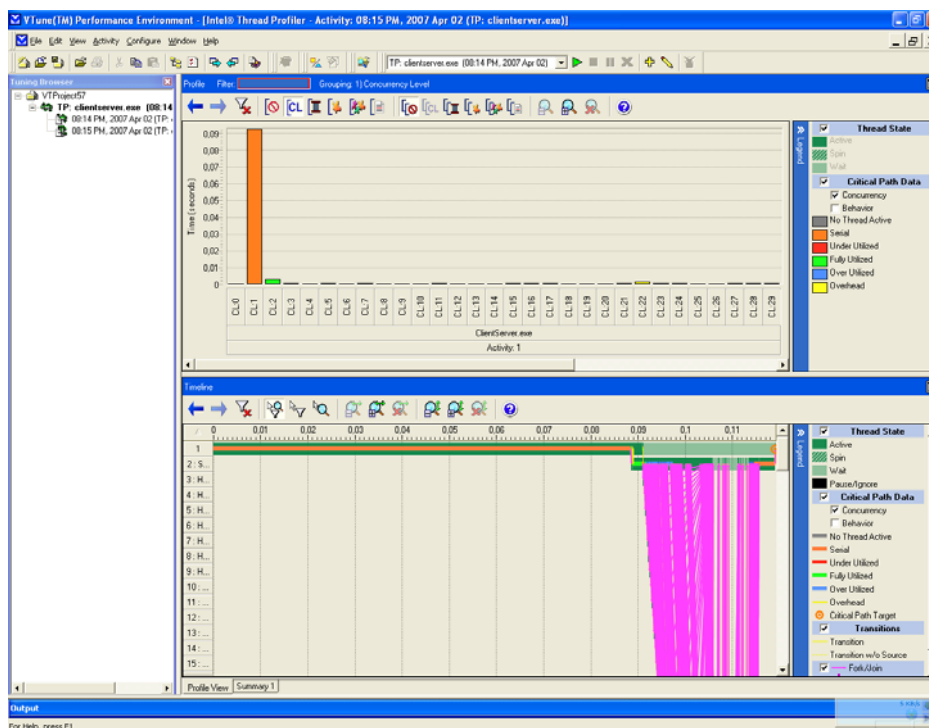 VTune(TM) Performance Environment - [Intel® Thread Profiler - Activity: 08:15 PM, 2007 Apr 02 (TP: clientserver.exe)]
File Edit View Activity Configure Window Help
TP: clientserver.exe (08:14 PM, 2007 Apr 02)
Tuning Browser
VTProject57
TP: clientserver.exe (08:14
08:14 PM, 2007 Apr 02 (TP:
08:15 PM, 2007 Apr 02 (TP:
Profile Filter: Grouping: 1) Concurrency Level
CL
Time (seconds)
0,09
0,08
0,07
0,06
0,05
0,04
0,03
0,02
0,01
0
CL:0 CL:1 CL:2 CL:3 CL:4 CL:5 CL:6 CL:7 CL:8 CL:9 CL:10 CL:11 CL:12 CL:13 CL:14 CL:15 CL:16 CL:17 CL:18 CL:19 CL:20 CL:21 CL:22 CL:23 CL:24 CL:25 CL:26 CL:27 CL:28 CL:29
ClientServer.exe
Activity: 1
Legend
Thread State
Active
Spin
Wait
Critical Path Data
Concurrency
Behavior
No Thread Active
Serial
Under Utilized
Fully Utilized
Over Utilized
Overhead
Timeline
0 0,01 0,02 0,03 0,04 0,05 0,06 0,07 0,08 0,09 0,1 0,11
1
2 : S...
3 : H...
4 : H...
5 : H...
6 : H...
7 : H...
8 : H...
9 : H...
10 : ...
11 : ...
12 : ...
13 : ...
14 : ...
15 : ...
Legend
Thread State
Active
Spin
Wait
Pause/Ignore
Critical Path Data
Concurrency
Behavior
No Thread Active
Serial
Under Utilized
Fully Utilized
Over Utilized
Overhead
Critical Path Target
Transitions
Transition
Transition w/o Source
Fork/Join
Profile View Summary 1
Output
For Help, press F1